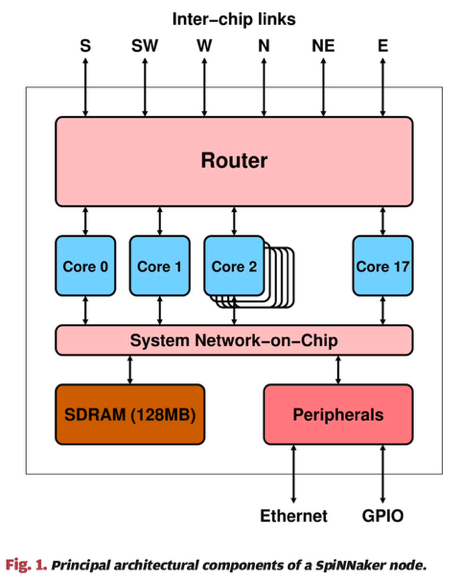 Inter-chip links
S SW W N NE E
Router
Core 0 Core 1 Core 2 Core 17
System Network-on-Chip
SDRAM (128MB) Peripherals
Ethernet GPIO
Fig. 1. Principal architectural components of a SpiNNaker node.